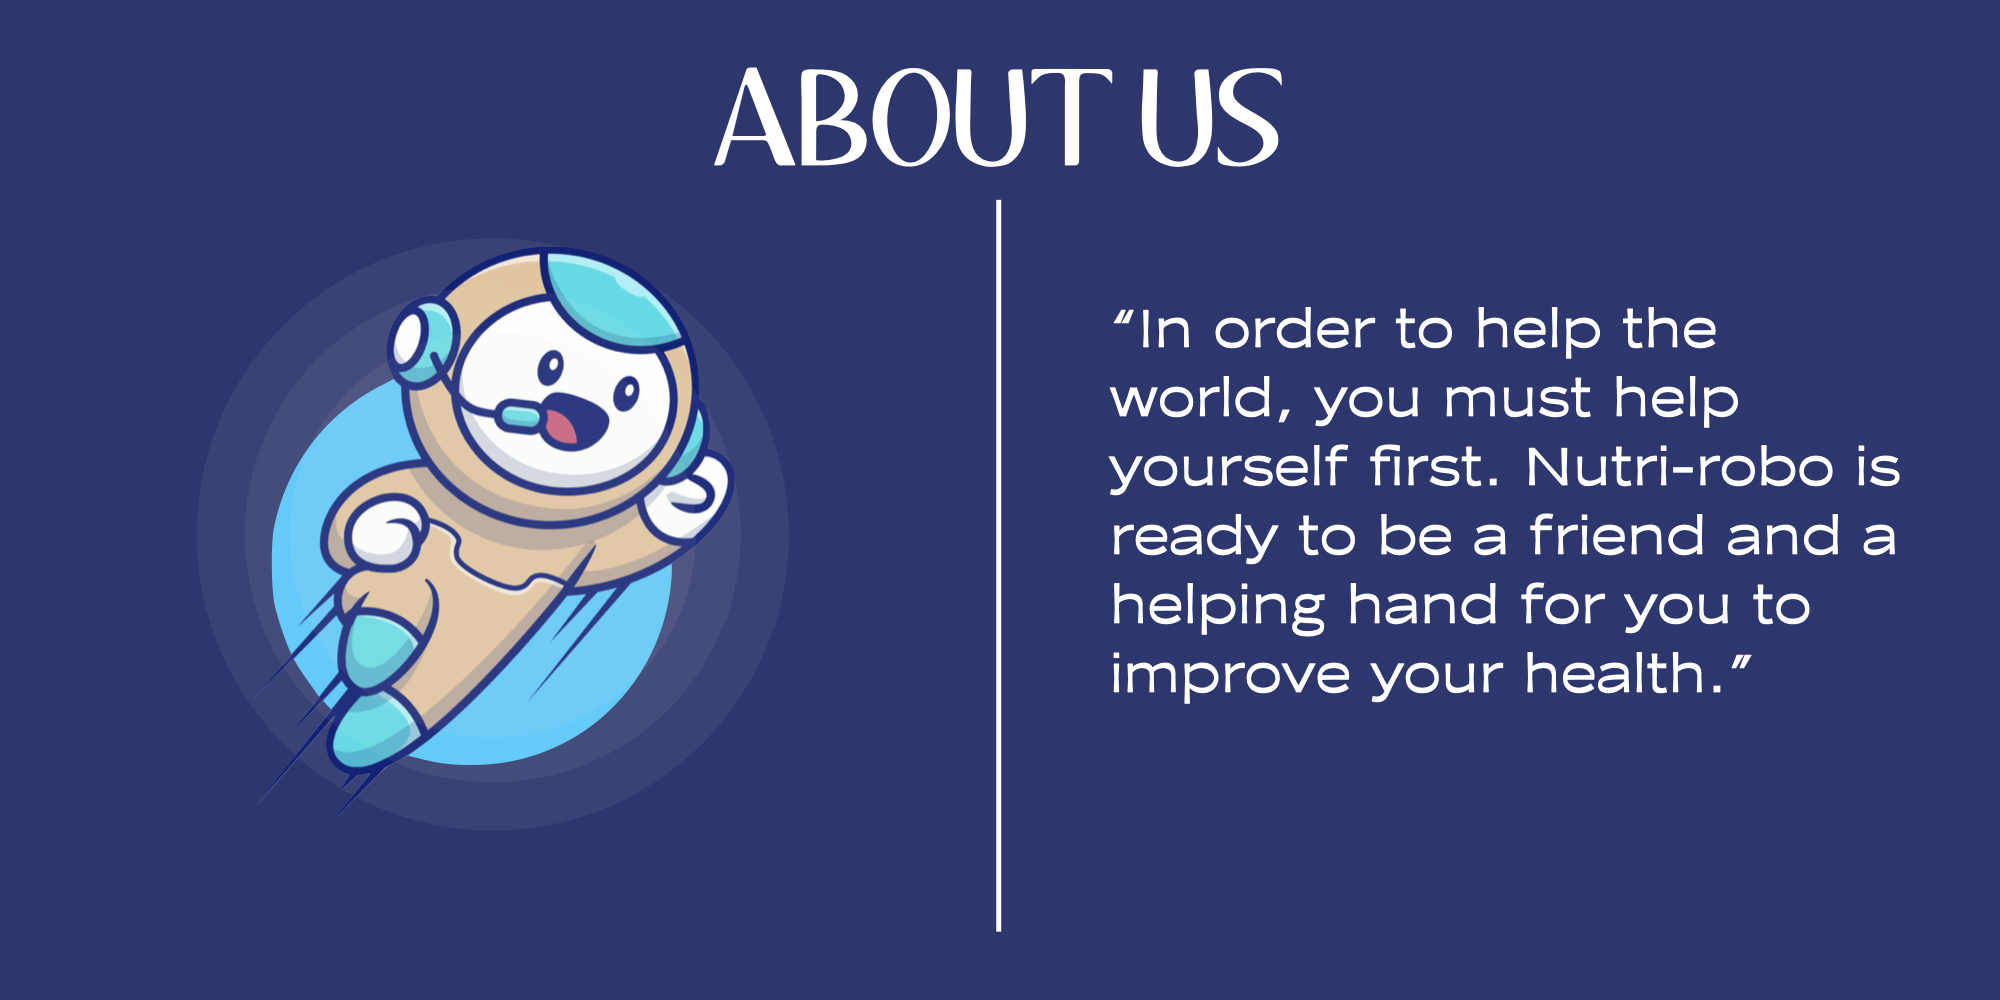 ABOUT US
“In order to help the
world, you must help
yourself first. Nutri-robo is
ready to be a friend and a
helping hand for you to
improve your health.”